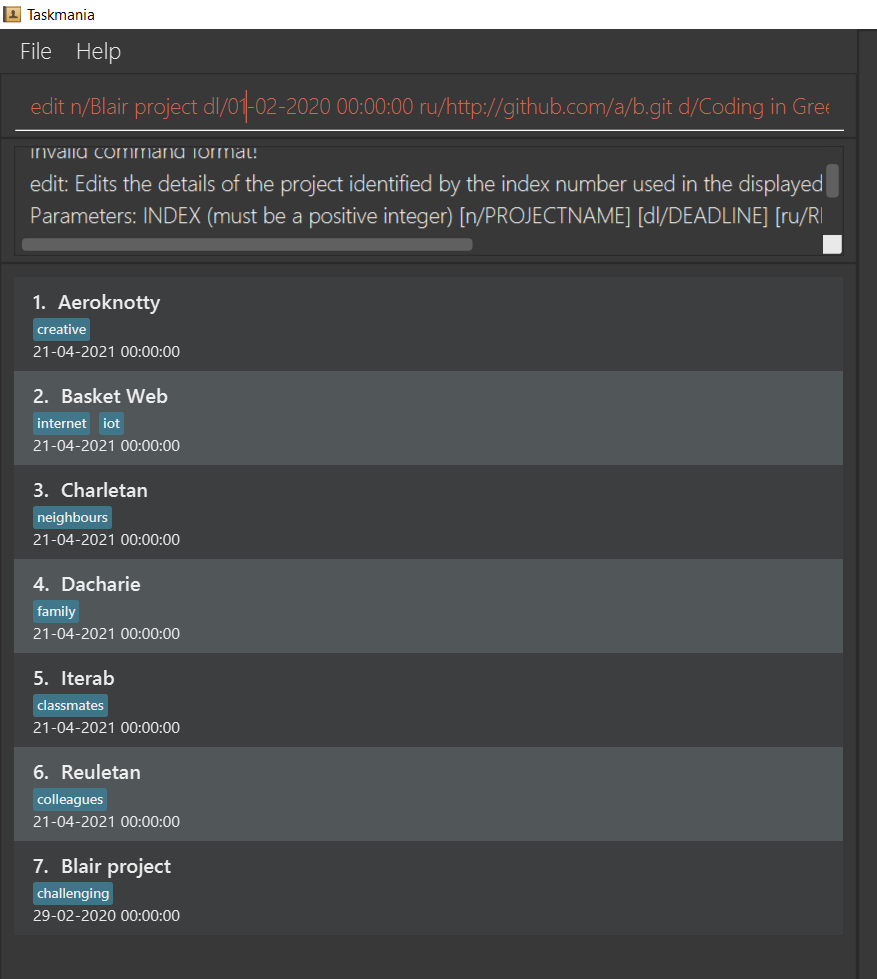 Taskmania
File Help
edit n/Blair project dl/01-02-2020 00:00:00 ru/http://github.com/a/b.git d/Coding in Gree
Invalid command format!
edit: Edits the details of the project identified by the index number used in the displayed
Parameters: INDEX (must be a positive integer) [n/PROJECTNAME] [dl/DEADLINE] [ru/RE
1. Aeroknotty
creative
21-04-2021 00:00:00
2. Basket Web
internet iot
21-04-2021 00:00:00
3. Charletan
neighbours
21-04-2021 00:00:00
4. Dacharie
family
21-04-2021 00:00:00
5. Iterab
classmates
21-04-2021 00:00:00
6. Reuletan
colleagues
21-04-2021 00:00:00
7. Blair project
challenging
29-02-2020 00:00:00